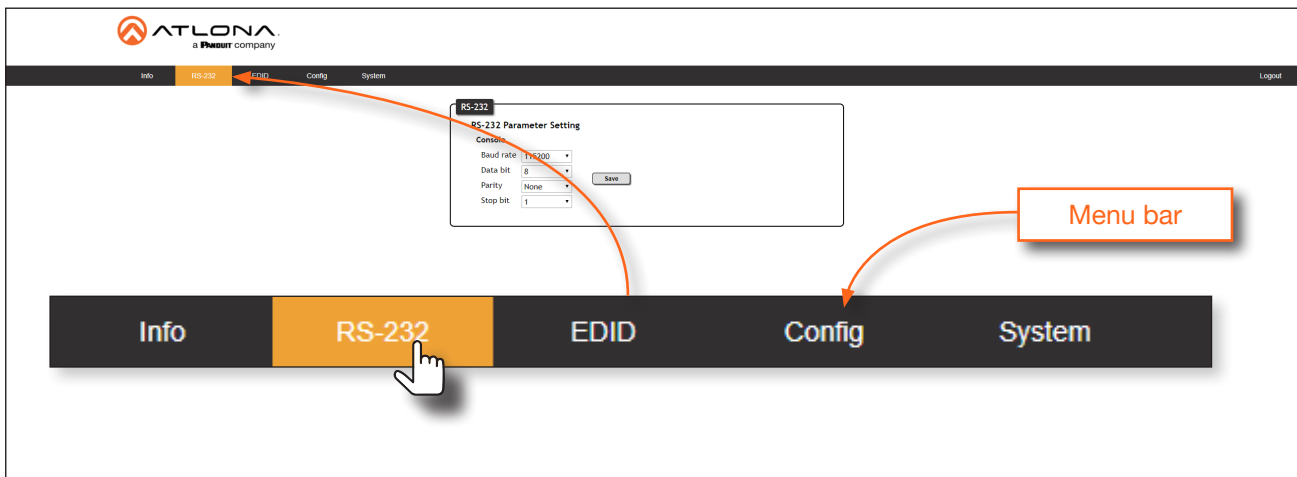 ATLONA.
a PANDUIT company
Info RS-232 EDID Config System Logout
RS-232
RS-232 Parameter Setting
Console
Baud rate 115200
Data bit 8
Save
Parity None
Stop bit 1
Menu bar
Info RS-232 EDID Config System